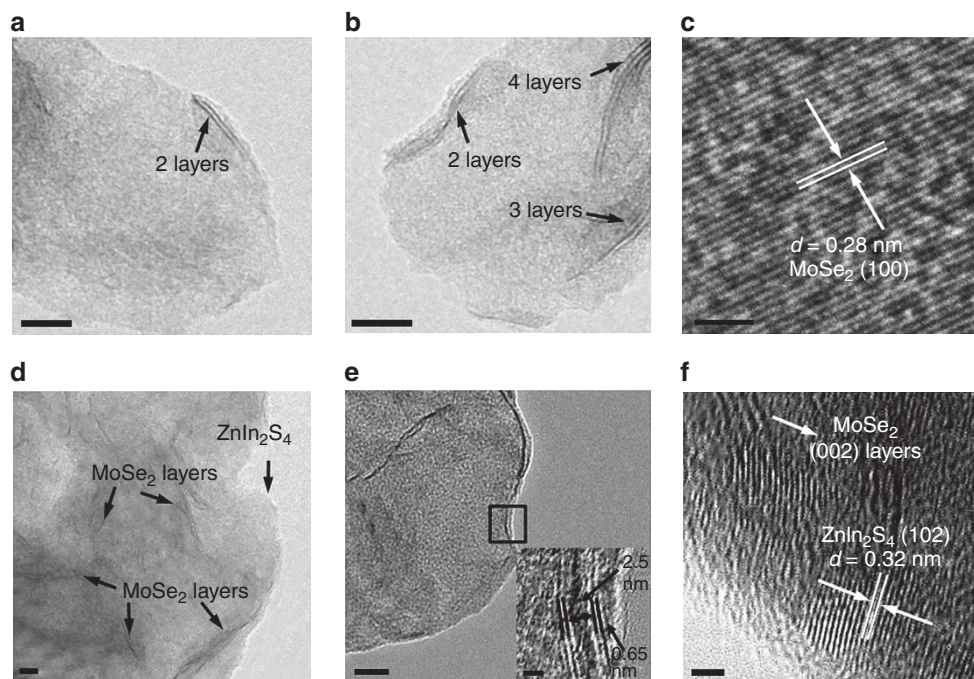 a
2 layers
b
4 layers
2 layers
3 layers
c
d = 0.28 nm
MoSe₂ (100)
d
ZnIn₂S₄
MoSe₂ layers
MoSe₂ layers
e
2.5
nm
0.65
nm
f
MoSe₂
(002) layers
ZnIn₂S₄ (102)
d = 0.32 nm